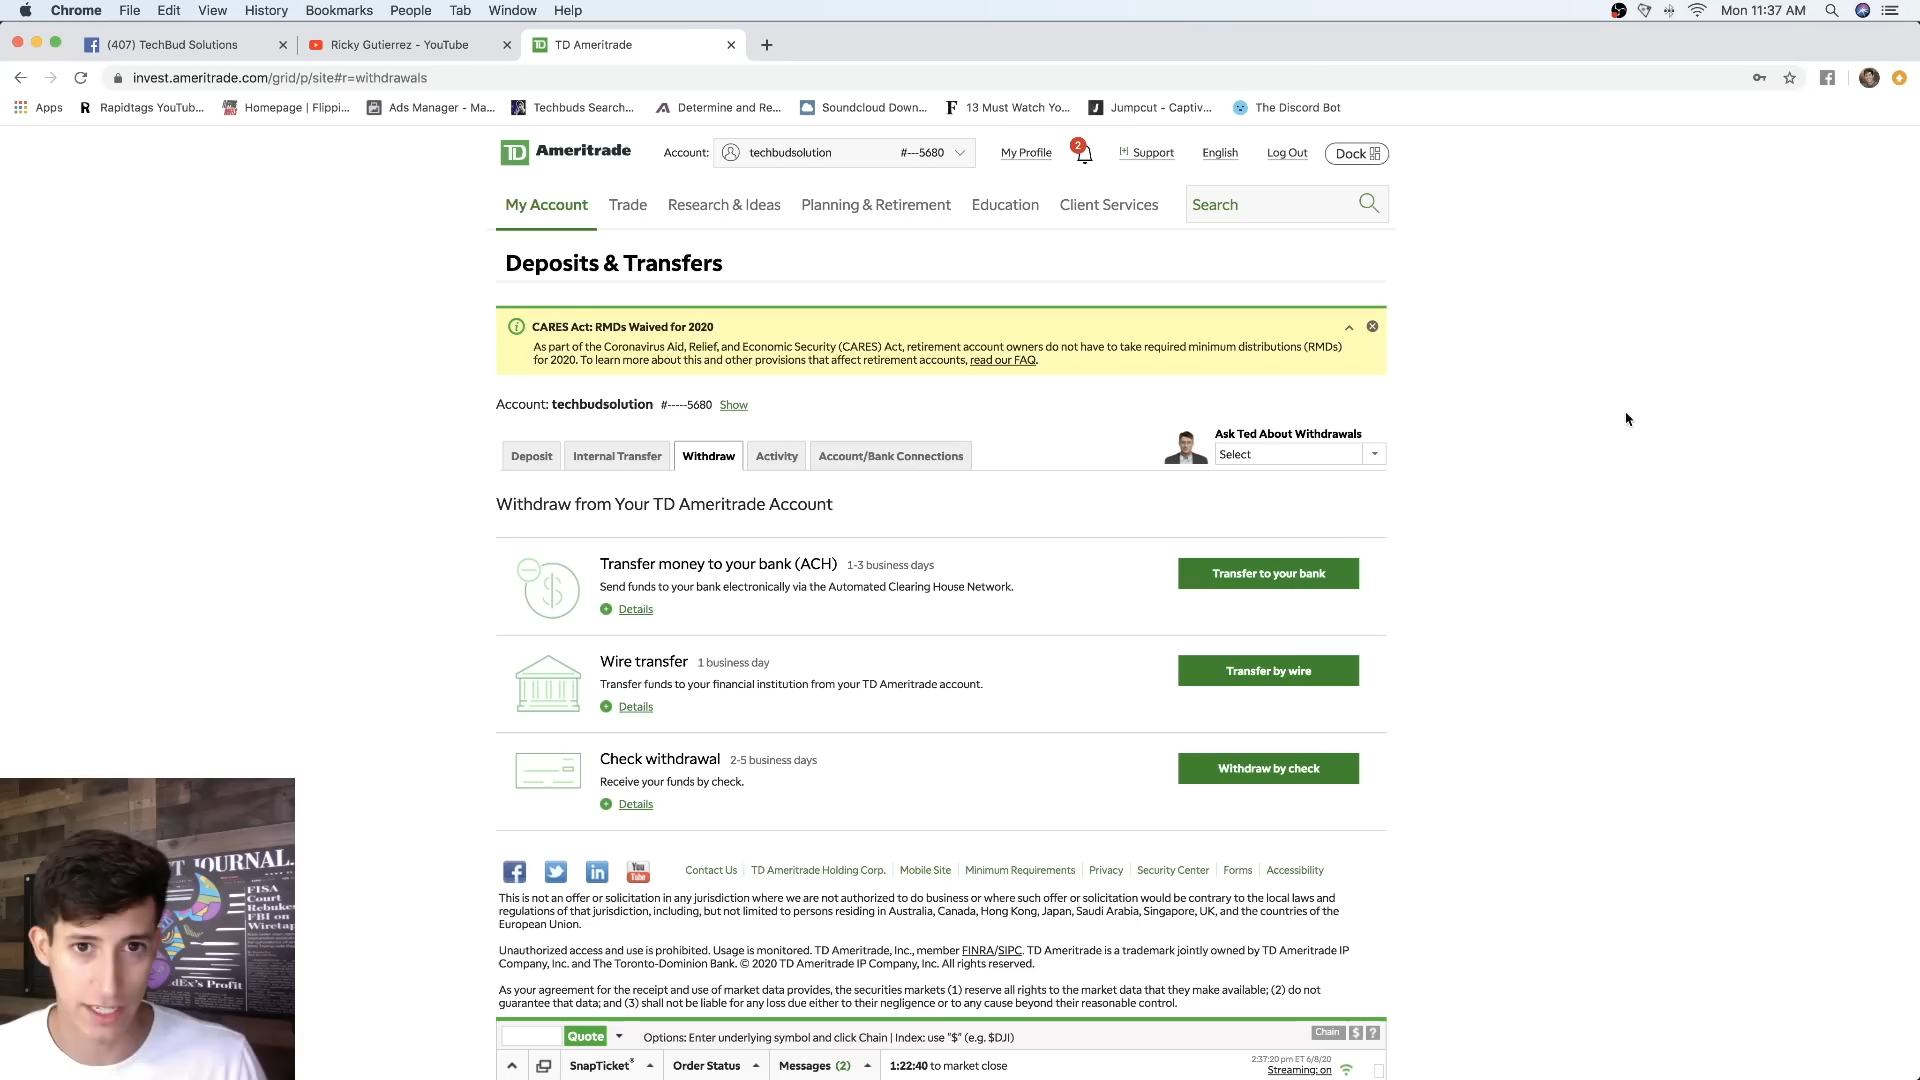 Chrome File Edit View History Bookmarks People Tab Window Help Mon 11:37 AM
(407) TechBud Solutions Ricky Gutierrez - YouTube TD Ameritrade
invest.ameritrade.com/grid/p/site#r=withdrawals
Apps Rapidtags YouTub... Homepage | Flippi... Ads Manager - Ma... Techbuds Search... Determine and Re... Soundcloud Down... 13 Must Watch Yo... Jumpcut - Captiv... The Discord Bot
TD Ameritrade Account: techbudsolution #---5680 My Profile 2 Support English Log Out Dock
My Account Trade Research & Ideas Planning & Retirement Education Client Services Search
Deposits & Transfers
CARES Act: RMDs Waived for 2020
As part of the Coronavirus Aid, Relief, and Economic Security (CARES) Act, retirement account owners do not have to take required minimum distributions (RMDs)
for 2020. To learn more about this and other provisions that affect retirement accounts, read our FAQ.
Account: techbudsolution #-----5680 Show
Ask Ted About Withdrawals
Deposit Internal Transfer Withdraw Activity Account/Bank Connections Select
Withdraw from Your TD Ameritrade Account
Transfer money to your bank (ACH) 1-3 business days
Transfer to your bank
Send funds to your bank electronically via the Automated Clearing House Network.
Details
Wire transfer 1 business day
Transfer by wire
Transfer funds to your financial institution from your TD Ameritrade account.
Details
Check withdrawal 2-5 business days
Withdraw by check
Receive your funds by check.
Details
You Tube Contact Us TD Ameritrade Holding Corp. Mobile Site Minimum Requirements Privacy Security Center Forms Accessibility
This is not an offer or solicitation in any jurisdiction where we are not authorized to do business or where such offer or solicitation would be contrary to the local laws and
regulations of that jurisdiction, including, but not limited to persons residing in Australia, Canada, Hong Kong, Japan, Saudi Arabia, Singapore, UK, and the countries of the
European Union.
Unauthorized access and use is prohibited. Usage is monitored. TD Ameritrade, Inc., member FINRA/SIPC. TD Ameritrade is a trademark jointly owned by TD Ameritrade IP
Company, Inc. and The Toronto-Dominion Bank. © 2020 TD Ameritrade IP Company, Inc. All rights reserved.
As your agreement for the receipt and use of market data provides, the securities markets (1) reserve all rights to the market data that they make available; (2) do not
guarantee that data; and (3) shall not be liable for any loss due either to their negligence or to any cause beyond their reasonable control.
Quote Options: Enter underlying symbol and click Chain | Index: use "$" (e.g. $DJI) Chain $ ?
SnapTicket® Order Status Messages (2) 1:22:40 to market close
2:37:20 pm ET 6/8/20
Streaming: on
JOURNAL.
FISA
Court
Rebukes
FBI on
Wiretap
dEx's Profit